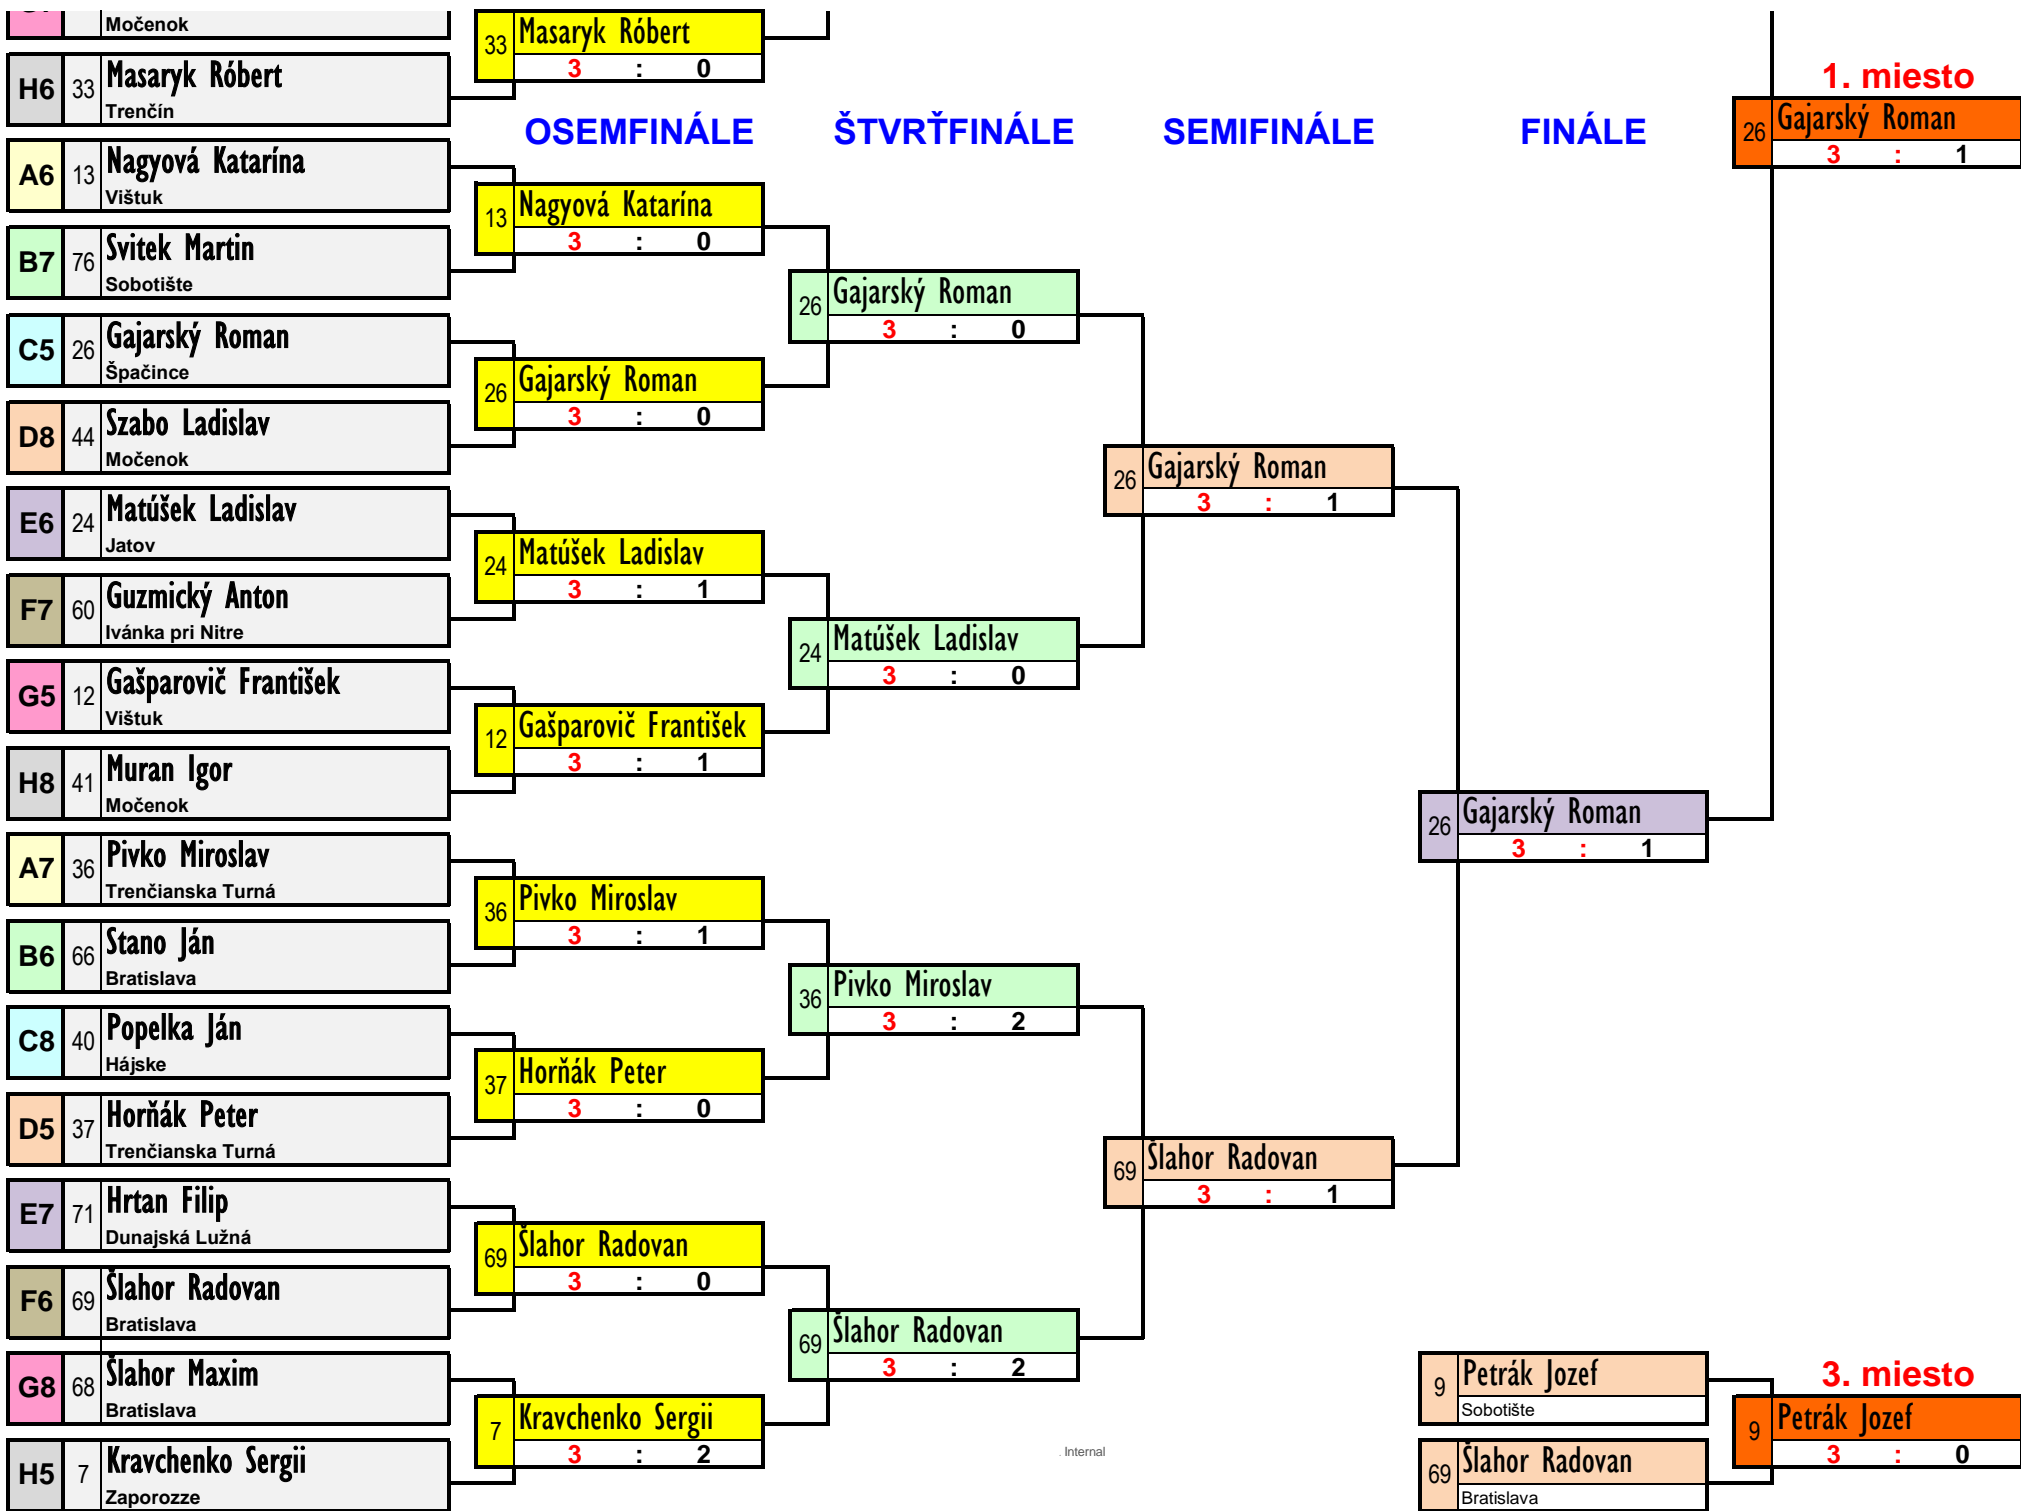 Močenok
H6 33 Masaryk Róbert
Trenčín
A6 13 Nagyová Katarína
Vištuk
B7 76 Svitek Martin
Sobotište
C5 26 Gajarský Roman
Špačince
D8 44 Szabo Ladislav
Močenok
E6 24 Matúšek Ladislav
Jatov
F7 60 Guzmický Anton
Ivánka pri Nitre
G5 12 Gašparovič František
Vištuk
H8 41 Muran Igor
Močenok
A7 36 Pivko Miroslav
Trenčianska Turná
B6 66 Stano Ján
Bratislava
C8 40 Popelka Ján
Hájske
D5 37 Horňák Peter
Trenčianska Turná
E7 71 Hrtan Filip
Dunajská Lužná
F6 69 Šlahor Radovan
Bratislava
G8 68 Šlahor Maxim
Bratislava
H5 7 Kravchenko Sergii
Zaporozze
33 Masaryk Róbert
3 : 0
OSEMFINÁLE
13 Nagyová Katarína
3 : 0
26 Gajarský Roman
3 : 0
24 Matúšek Ladislav
3 : 1
12 Gašparovič František
3 : 1
36 Pivko Miroslav
3 : 1
37 Horňák Peter
3 : 0
69 Šlahor Radovan
3 : 0
7 Kravchenko Sergii
3 : 2
ŠTVRŤFINÁLE
26 Gajarský Roman
3 : 0
24 Matúšek Ladislav
3 : 0
36 Pivko Miroslav
3 : 2
69 Šlahor Radovan
3 : 2
SEMIFINÁLE
26 Gajarský Roman
3 : 1
69 Šlahor Radovan
3 : 1
. Internal
FINÁLE
26 Gajarský Roman
3 : 1
1. miesto
26 Gajarský Roman
3 : 1
9 Petrák Jozef
Sobotište
69 Šlahor Radovan
Bratislava
3. miesto
9 Petrák Jozef
3 : 0